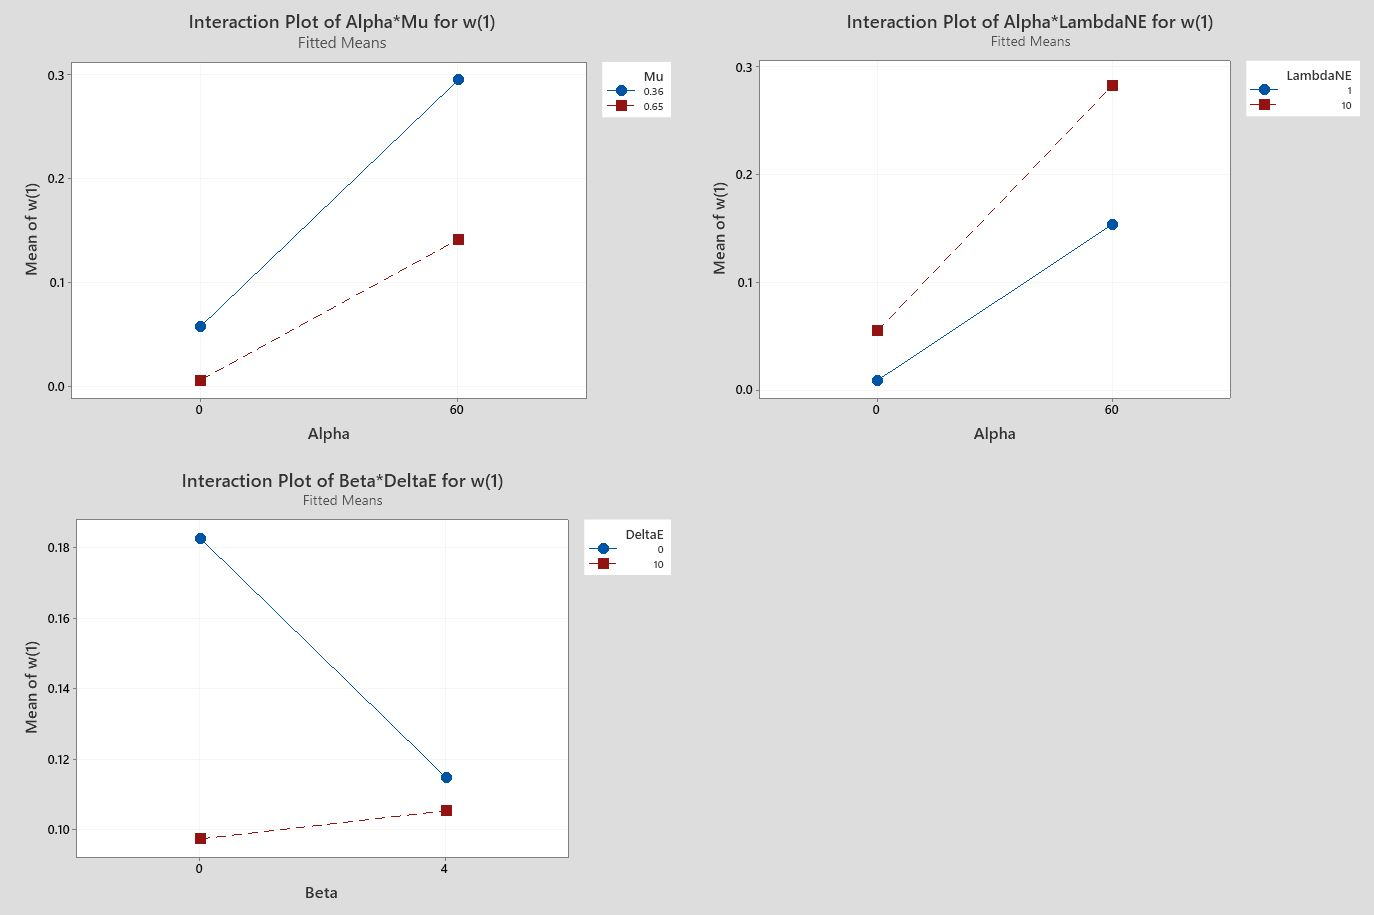 Interaction Plot of Alpha*Mu for w(1)
Fitted Means
Mean of w(1)
0.3
0.2
0.1
0.0
0
60
Alpha
Mu
0.36
0.65
Interaction Plot of Alpha*LambdaNE for w(1)
Fitted Means
Mean of w(1)
0.3
0.2
0.1
0.0
0
60
Alpha
LambdaNE
1
10
Interaction Plot of Beta*DeltaE for w(1)
Fitted Means
Mean of w(1)
0.18
0.16
0.14
0.12
0.10
0
4
Beta
DeltaE
0
10